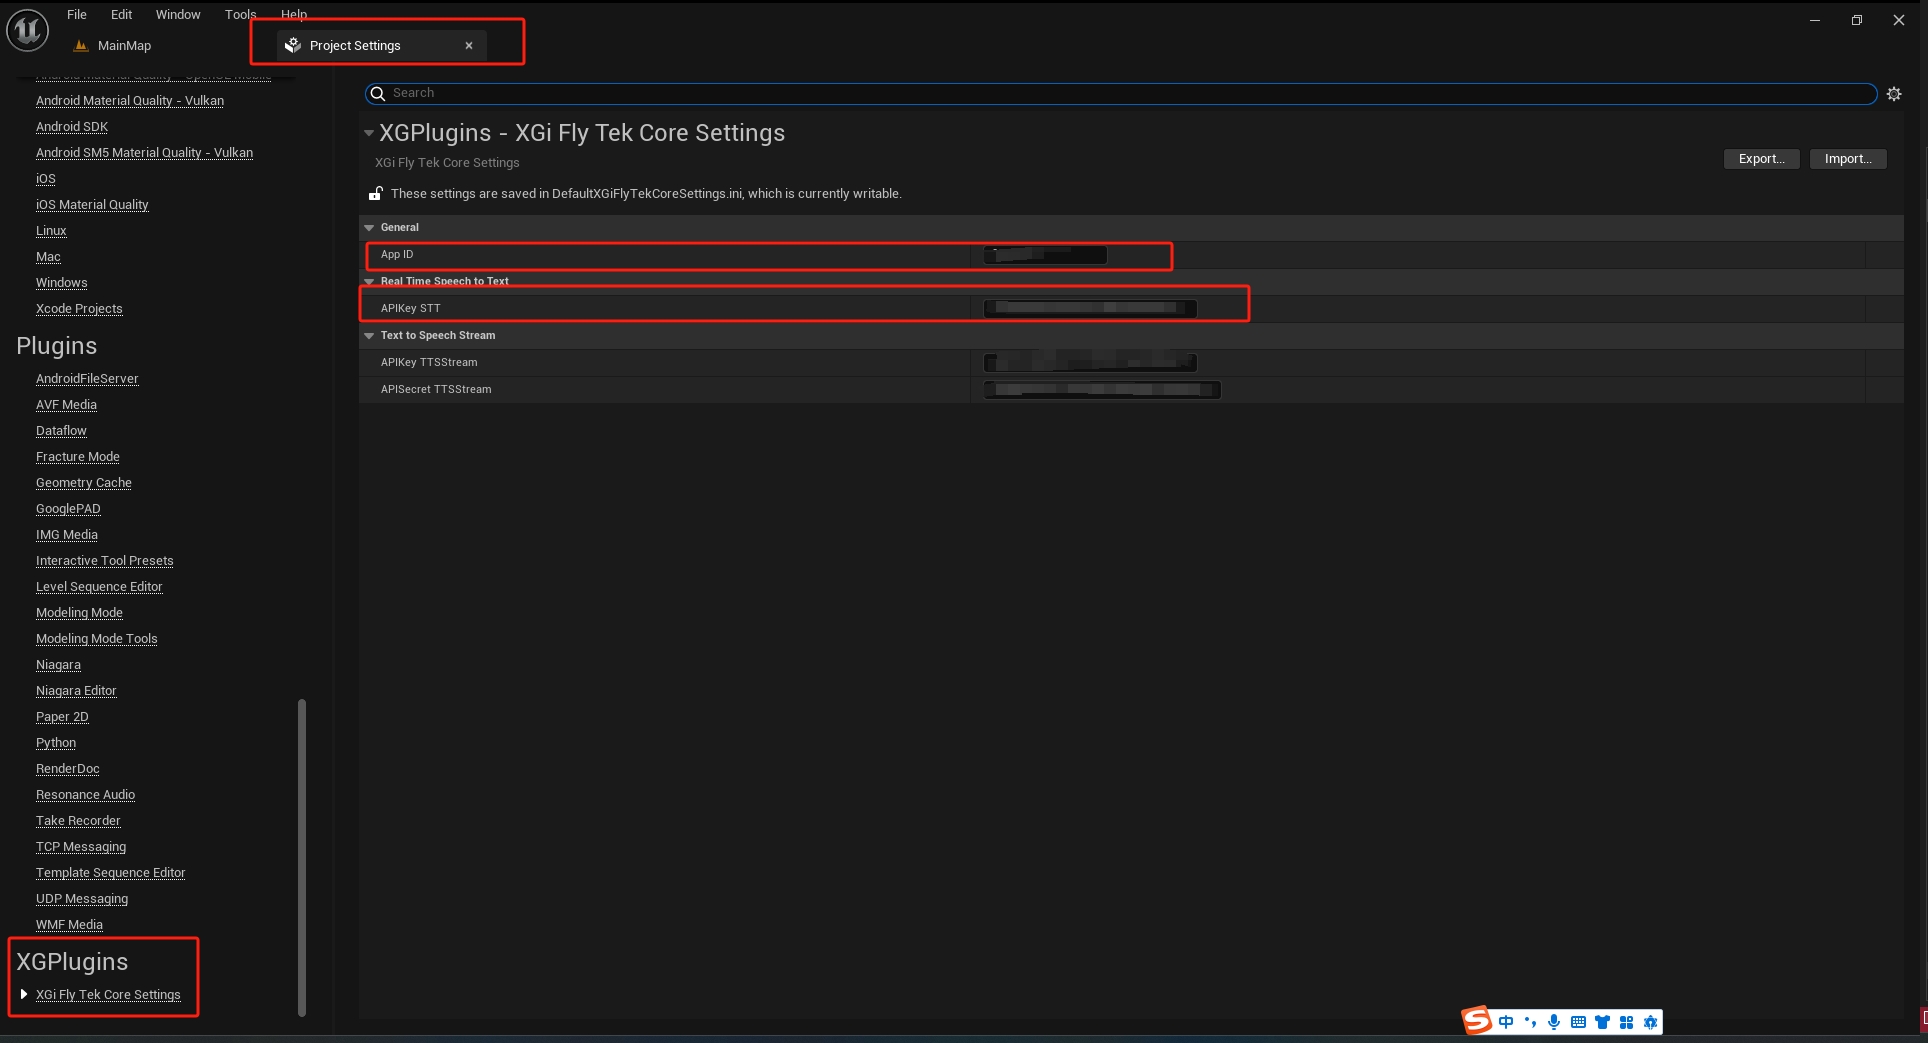 File Edit Window Tools Help
MainMap
Project Settings
Android Material Quality - OpenGL Mobile
Android Material Quality - Vulkan
Android SDK
Android SM5 Material Quality - Vulkan
iOS
iOS Material Quality
Linux
Mac
Windows
Xcode Projects
Plugins
AndroidFileServer
AVF Media
Dataflow
Fracture Mode
Geometry Cache
GooglePAD
IMG Media
Interactive Tool Presets
Level Sequence Editor
Modeling Mode
Modeling Mode Tools
Niagara
Niagara Editor
Paper 2D
Python
RenderDoc
Resonance Audio
Take Recorder
TCP Messaging
Template Sequence Editor
UDP Messaging
WMF Media
XGPlugins
XGi Fly Tek Core Settings
Search
XGPlugins - XGi Fly Tek Core Settings
XGi Fly Tek Core Settings
Export...
Import...
These settings are saved in DefaultXGiFlyTekCoreSettings.ini, which is currently writable.
General
App ID
Real Time Speech to Text
APIKey STT
Text to Speech Stream
APIKey TTSStream
APISecret TTSStream
中